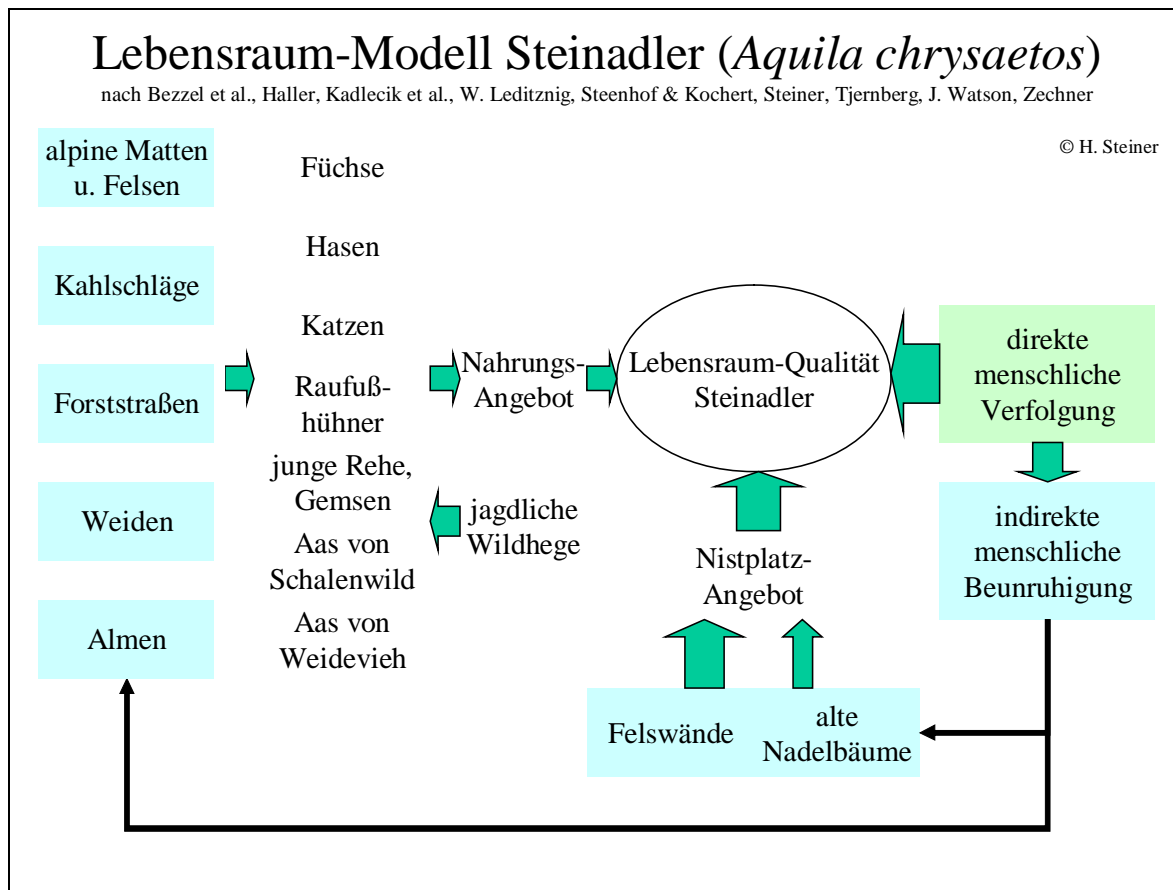 Lebensraum-Modell Steinadler (Aquila chrysaetos)
nach Bezzel et al., Haller, Kadlecik et al., W. Leditznig, Steenhof & Kochert, Steiner, Tjernberg, J. Watson, Zechner
© H. Steiner
alpine Matten
u. Felsen
Kahlschläge
Forststraßen
Weiden
Almen
Füchse
Hasen
Katzen
Raufuß-
hühner
junge Rehe,
Gemsen
Aas von
Schalenwild
Aas von
Weidevieh
Nahrungs-
Angebot
jagdliche
Wildhege
Lebensraum-Qualität
Steinadler
Nistplatz-
Angebot
Felswände
alte
Nadelbäume
direkte
menschliche
Verfolgung
indirekte
menschliche
Beunruhigung